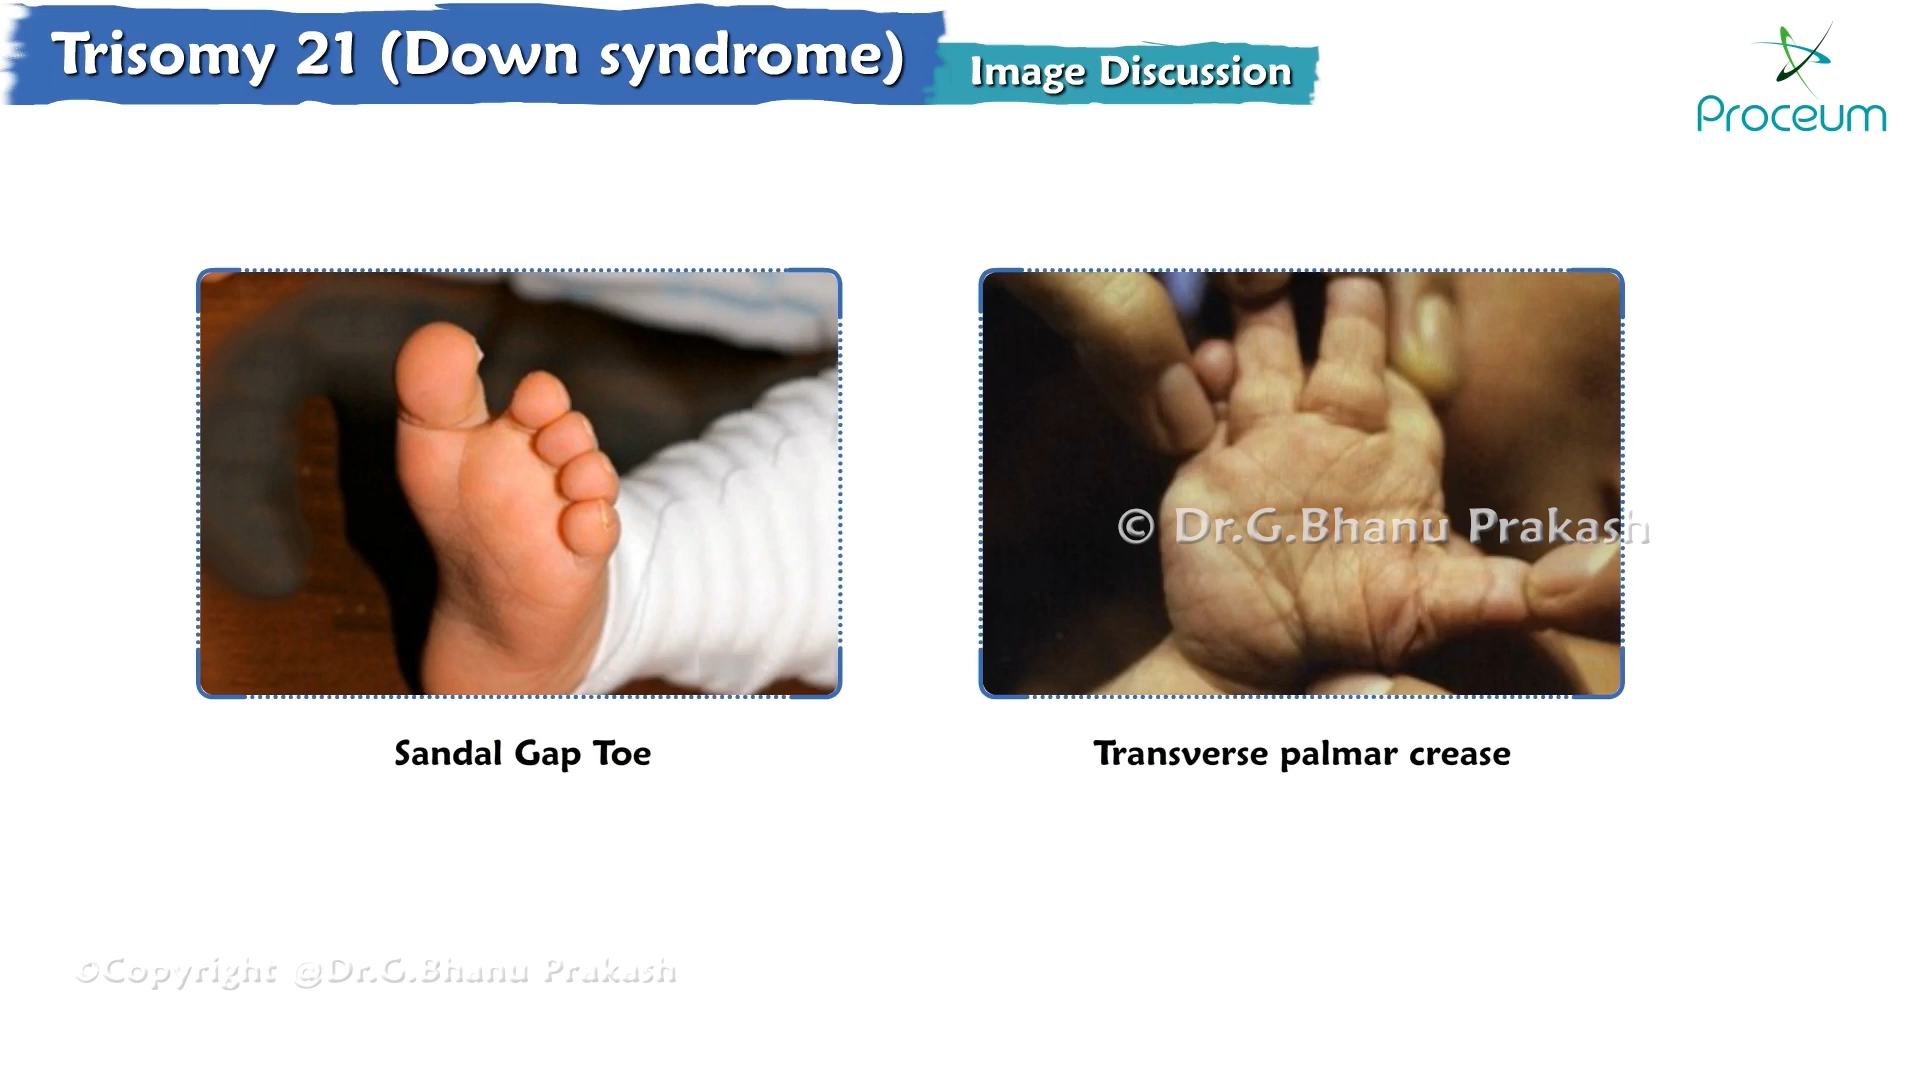 Trisomy 21 (Down syndrome)
Image Discussion
Proceum
© Dr.G.Bhanu Prakash
Sandal Gap Toe
Transverse palmar crease
©Copyright @Dr.G.Bhanu Prakash